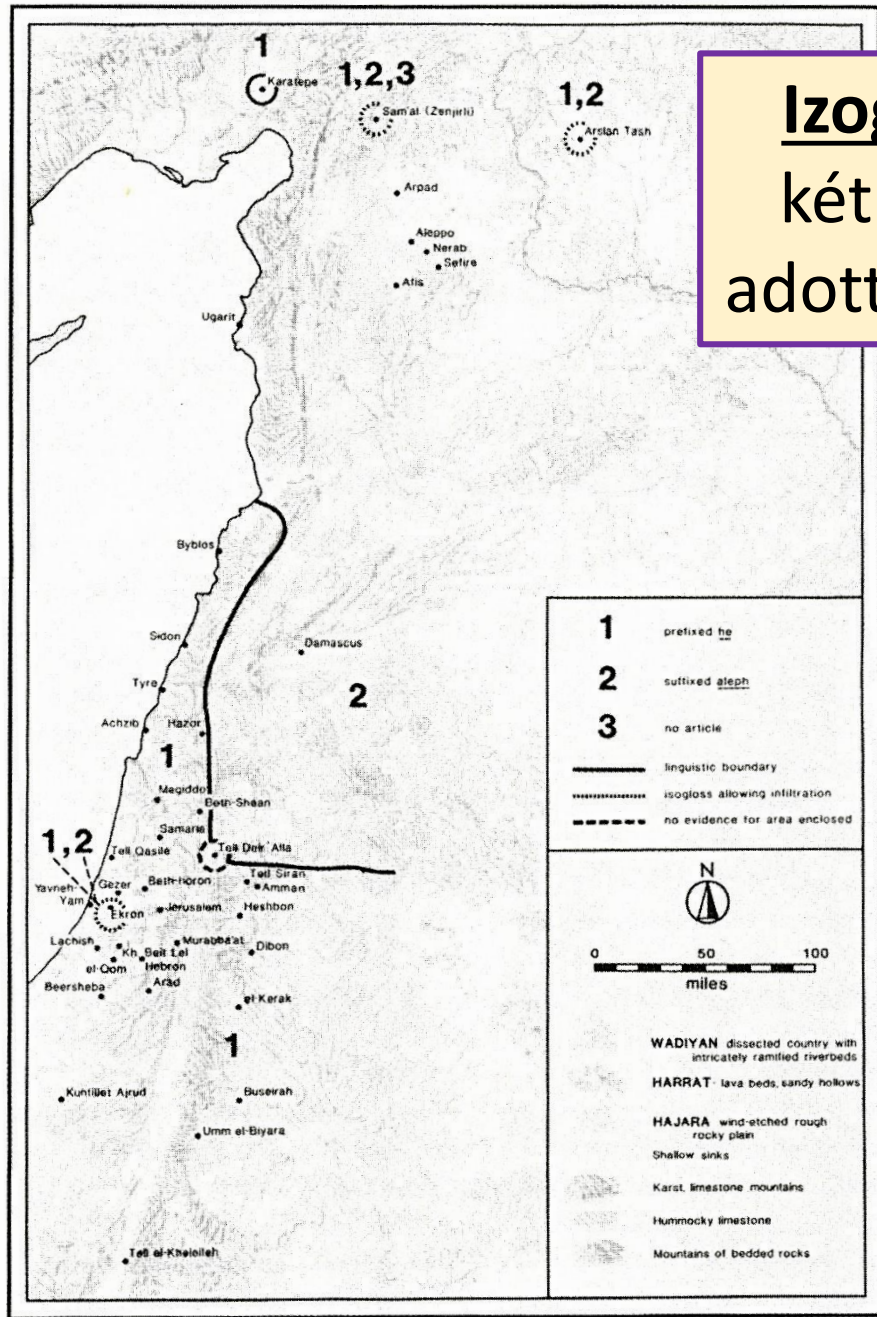 1
Karatepe
1,2,3
Sam'al (Zenjirli)
1,2
Arslan Tash
Izog
két
adott
Arpad
Aleppo
Nerab
Sefire
Afis
Ugarit
Byblos
Sidon
Damascus
Tyre
2
Achzib
Hazor
1
Megiddo
Beth-Shean
Samaria
1,2
Tell Qasile
Tell Deir 'Alla
Tell Siran
Amman
Yavneh-
Yam
Gezer
Beth-horon
Ekron
Jerusalem
Heshbon
Lachish
Murabba'at
Dibon
Kh.
el-Qom
Beit Lei
Hebron
Beersheba
Arad
el-Kerak
1
Kuntillet Ajrud
Buseirah
Umm el-Biyara
Tell el-Kheleifeh
1 prefixed he
2 suffixed aleph
3 no article
linguistic boundary
isogloss allowing infiltration
no evidence for area enclosed
N
0 50 100
miles
WADIYAN dissected country with
intricately ramified riverbeds
HARRAT - lava beds, sandy hollows
HAJARA wind-etched rough
rocky plain
Shallow sinks
Karst, limestone mountains
Hummocky limestone
Mountains of bedded rocks